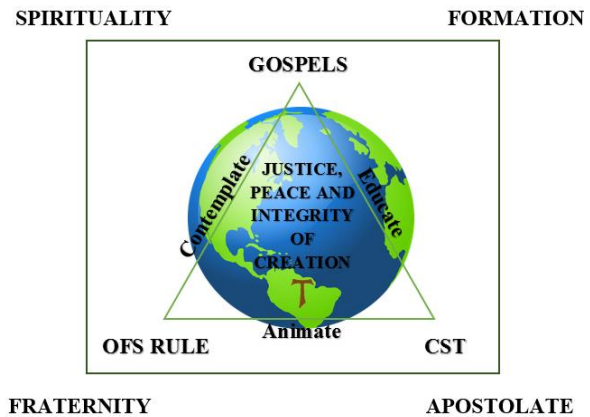 SPIRITUALITY FORMATION
GOSPELS
Contemplate
JUSTICE,
PEACE AND
INTEGRITY
OF
CREATION
Educate
Animate
OFS RULE CST
FRATERNITY APOSTOLATE